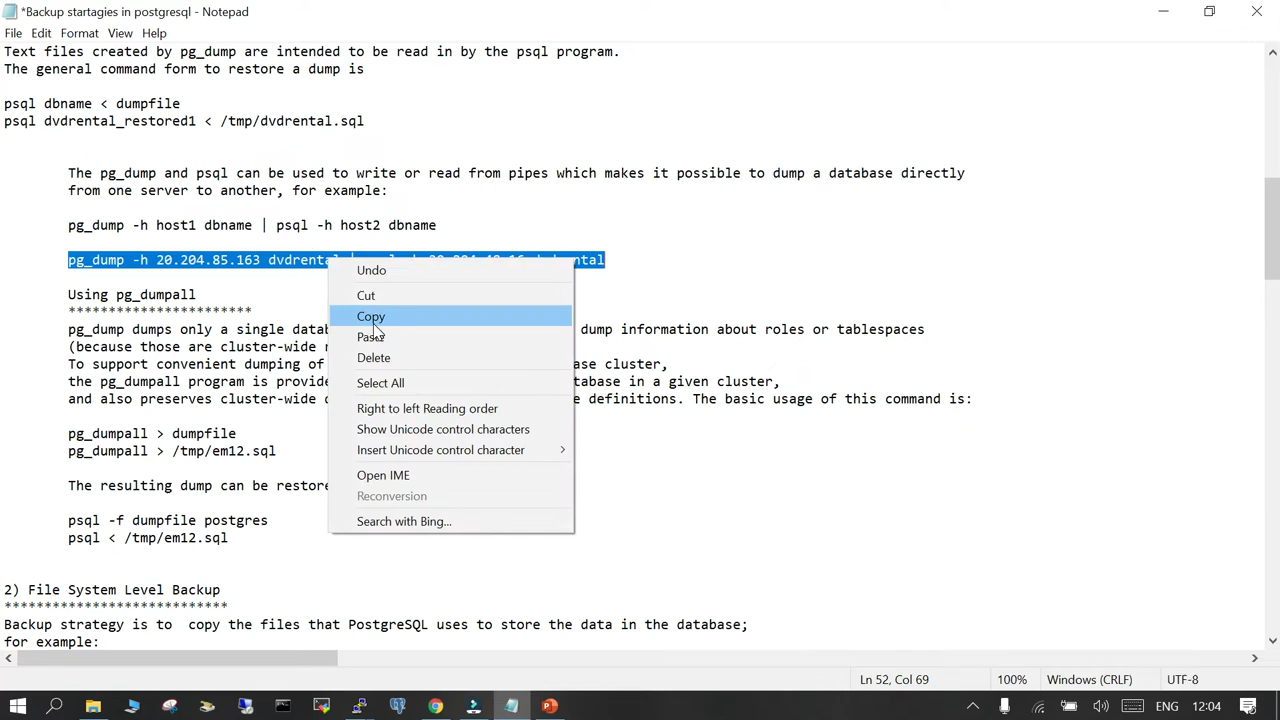 *Backup startagies in postgresql - Notepad
File Edit Format View Help
Text files created by pg_dump are intended to be read in by the psql program.
The general command form to restore a dump is
psql dbname < dumpfile
psql dvdrental_restored1 < /tmp/dvdrental.sql
The pg_dump and psql can be used to write or read from pipes which makes it possible to dump a database directly
from one server to another, for example:
pg_dump -h host1 dbname | psql -h host2 dbname
pg_dump -h 20.204.85.163 dvdrental
Undo
Using pg_dumpall
Cut
************************
Copy
pg_dump dumps only a single dump information about roles or tablespaces
Paste
(because those are cluster-wide
Delete
To support convenient dumping of cluster,
the pg_dumpall program is in a given cluster,
Select All
and also preserves cluster-wide definitions. The basic usage of this command is:
Right to left Reading order
Show Unicode control characters
pg_dumpall > dumpfile
Insert Unicode control character
pg_dumpall > /tmp/em12.sql
Open IME
The resulting dump can be
Reconversion
psql -f dumpfile postgres
Search with Bing...
psql < /tmp/em12.sql
2) File System Level Backup
****************************
Backup strategy is to copy the files that PostgreSQL uses to store the data in the database;
for example:
Ln 52, Col 69 100% Windows (CRLF) UTF-8
ENG 12:04